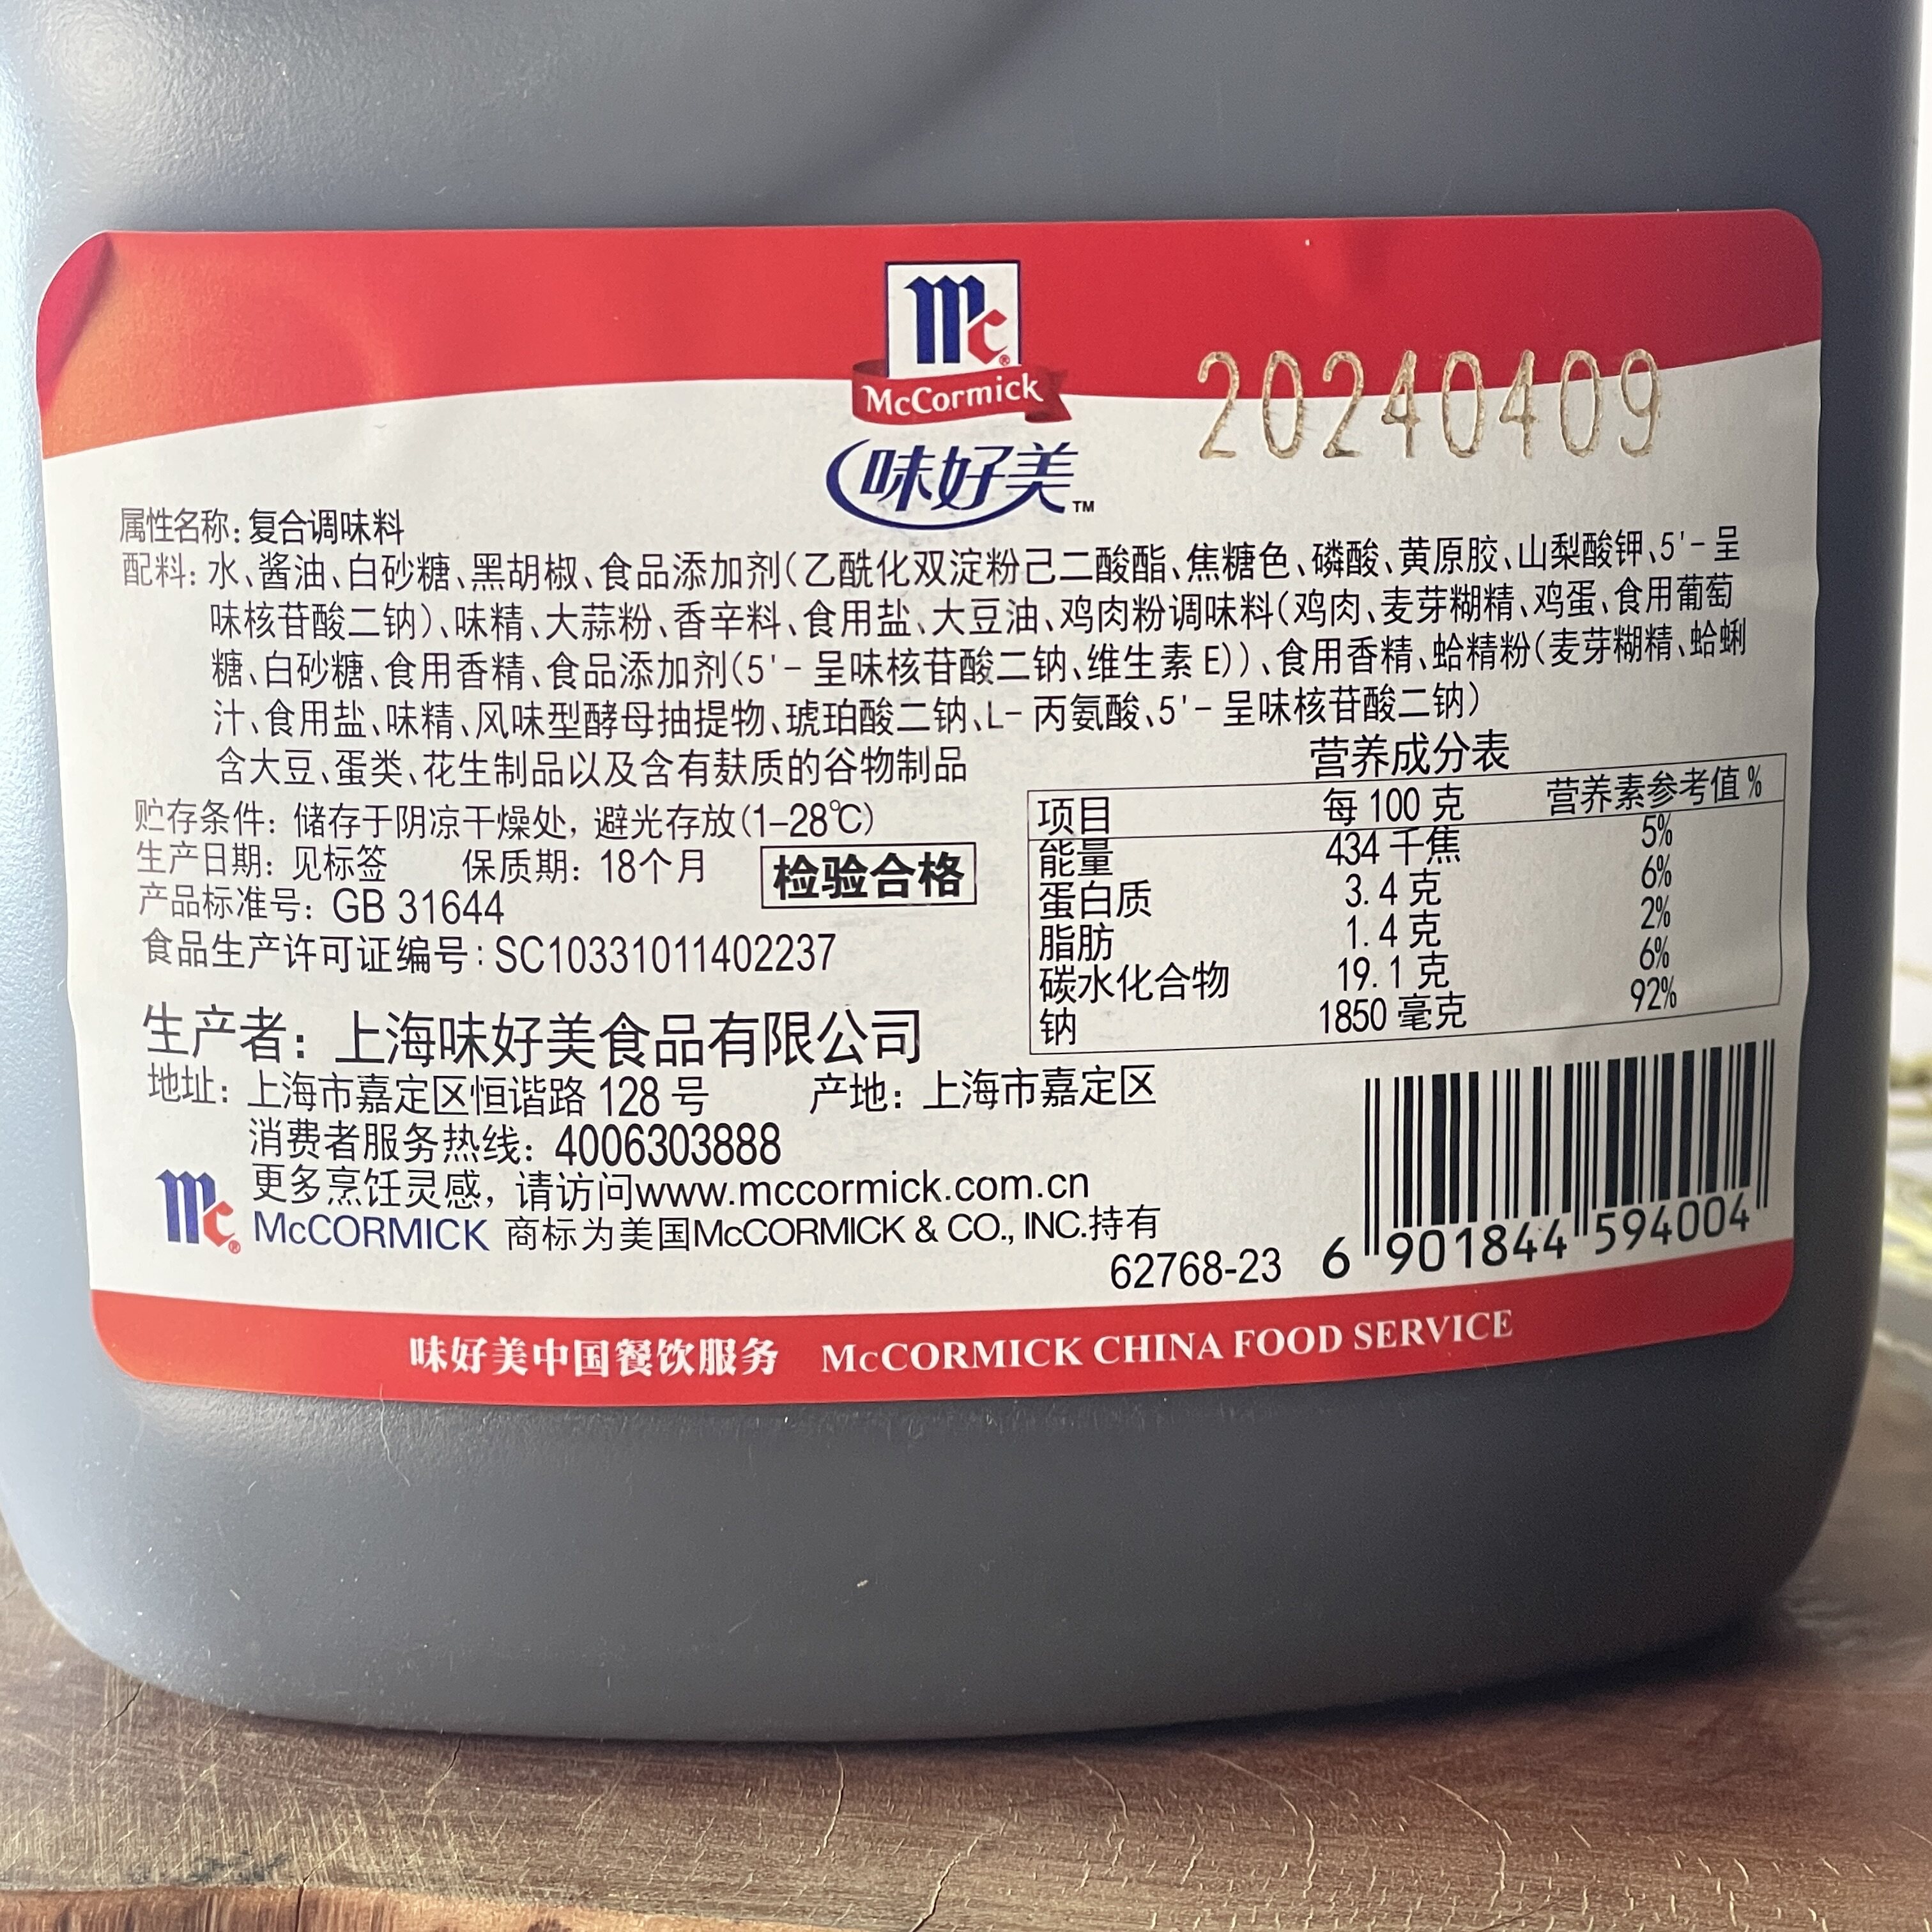 mc®
McCormick
味好美™
20240409
属性名称：复合调味料
配料：水、酱油、白砂糖、黑胡椒、食品添加剂（乙酰化双淀粉己二酸酯、焦糖色、磷酸、黄原胶、山梨酸钾、5'-呈
味核苷酸二钠）、味精、大蒜粉、香辛料、食用盐、大豆油、鸡肉粉调味料（鸡肉、麦芽糊精、鸡蛋、食用葡萄
糖、白砂糖、食用香精、食品添加剂（5'-呈味核苷酸二钠、维生素E））、食用香精、蛤精粉（麦芽糊精、蛤蜊
汁、食用盐、味精、风味型酵母抽提物、琥珀酸二钠、L-丙氨酸、5'-呈味核苷酸二钠）
含大豆、蛋类、花生制品以及含有麸质的谷物制品
贮存条件：储存于阴凉干燥处，避光存放(1-28℃)
生产日期：见标签 保质期：18个月
检验合格
产品标准号：GB 31644
食品生产许可证编号：SC10331011402237
营养成分表
项目 每100克 营养素参考值%
能量 434千焦 5%
蛋白质 3.4克 6%
脂肪 1.4克 2%
碳水化合物 19.1克 6%
钠 1850毫克 92%
生产者：上海味好美食品有限公司
地址：上海市嘉定区恒谐路128号 产地：上海市嘉定区
消费者服务热线：4006303888
更多烹饪灵感，请访问www.mccormick.com.cn
mc® McCORMICK 商标为美国McCORMICK & CO., INC.持有
62768-23
6 901844 594004
味好美中国餐饮服务 McCORMICK CHINA FOOD SERVICE